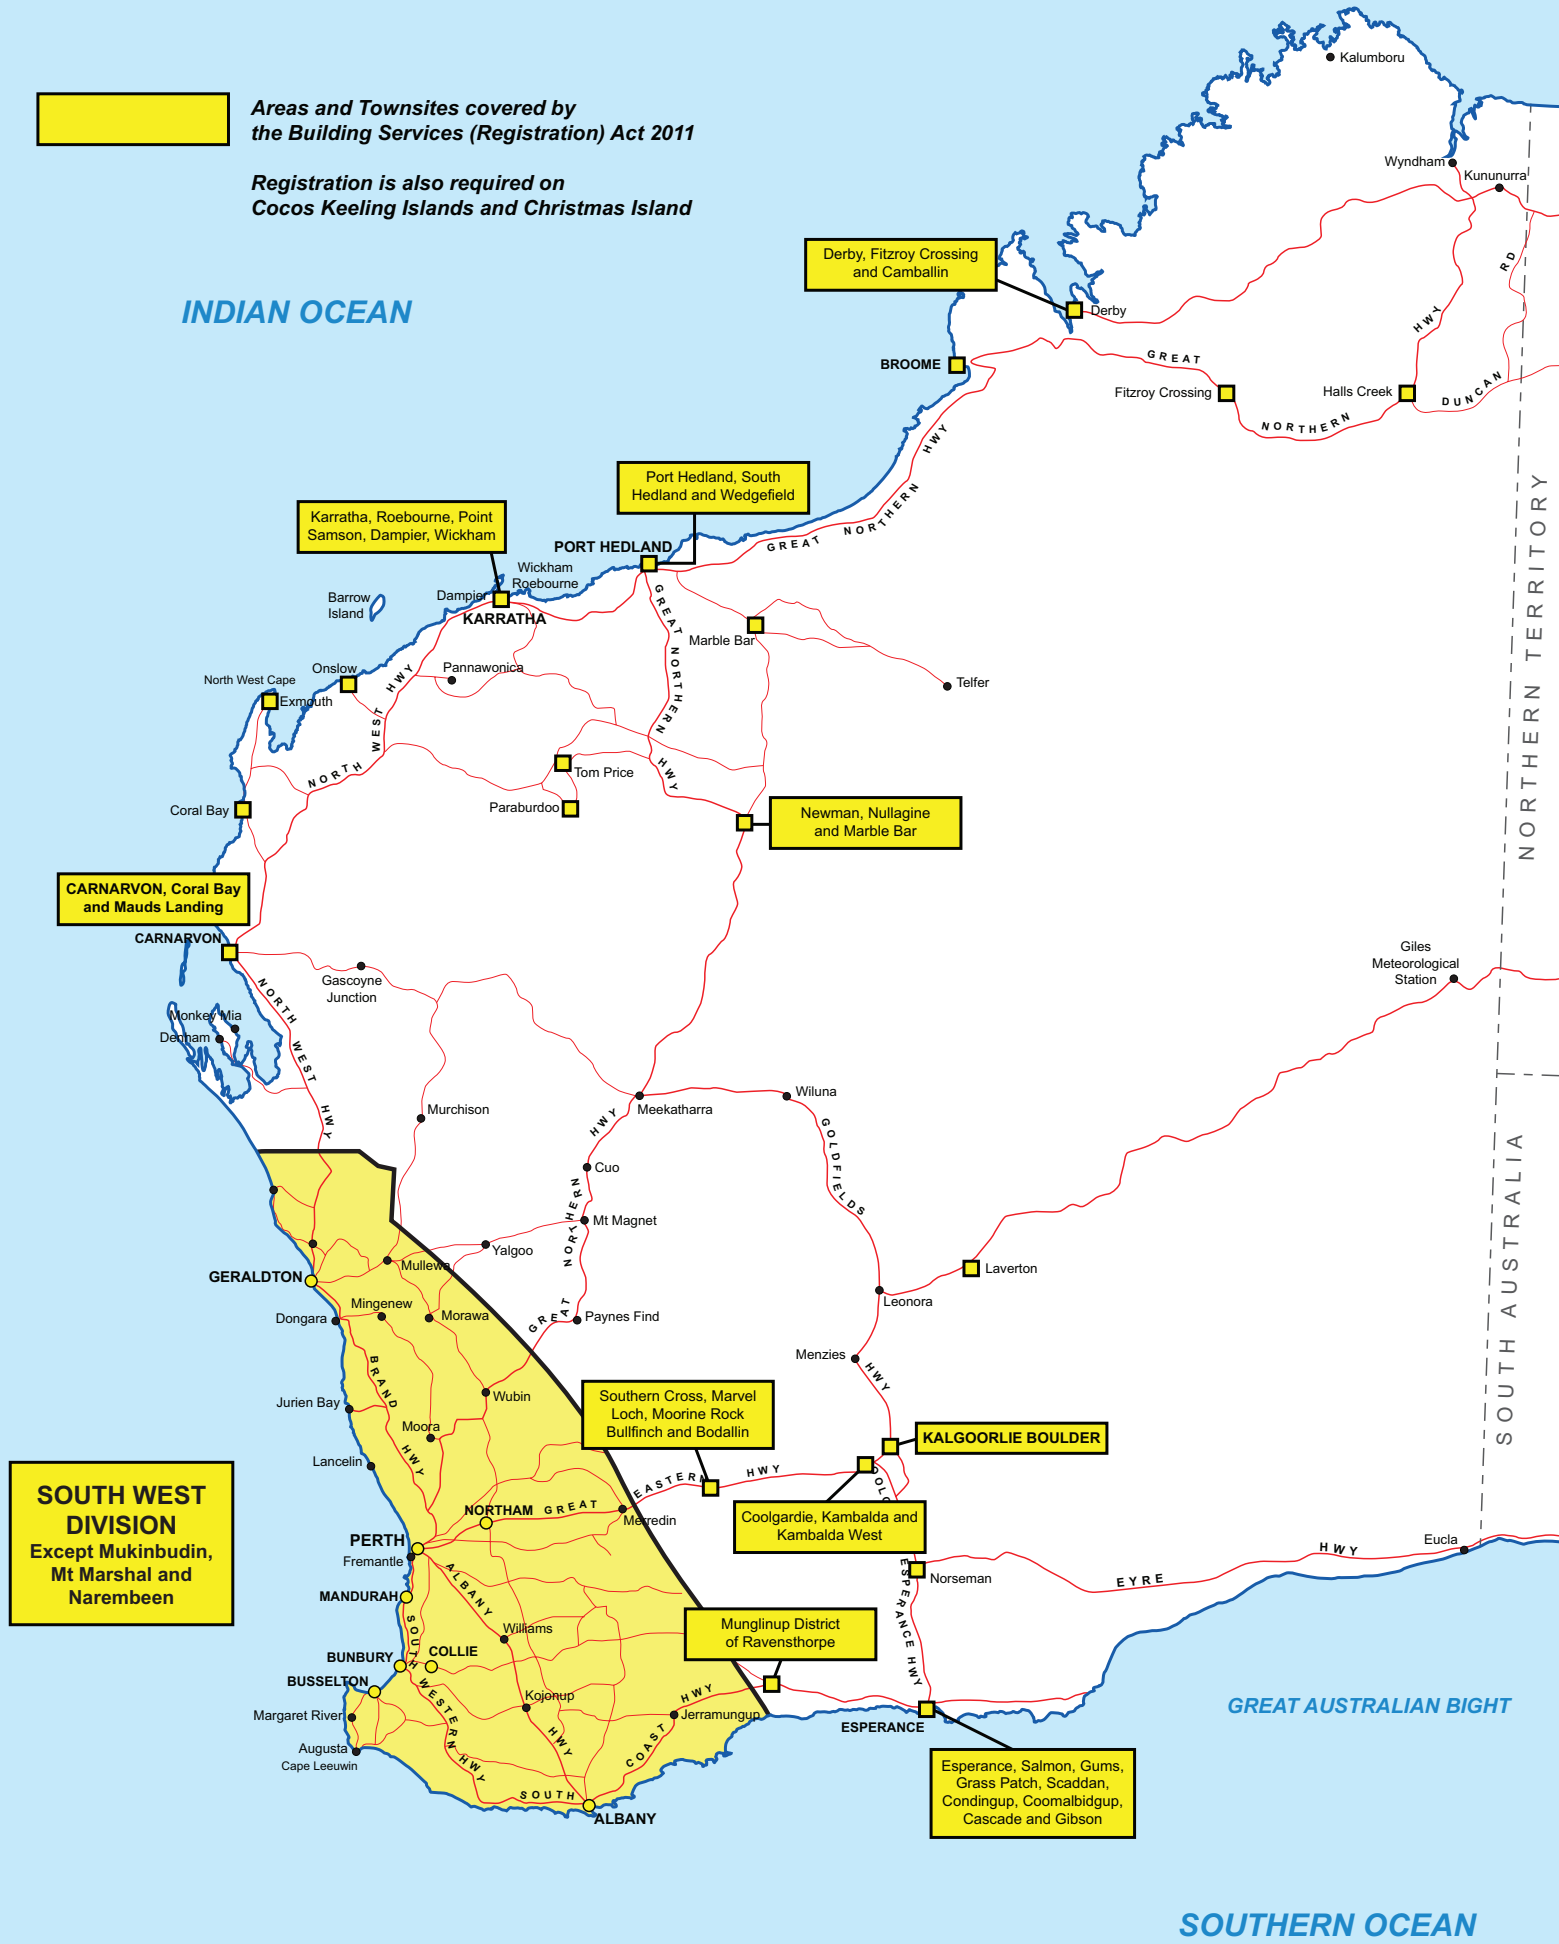 Areas and Townsites covered by
the Building Services (Registration) Act 2011
Registration is also required on
Cocos Keeling Islands and Christmas Island
INDIAN OCEAN
Kalumboru
Wyndham
Kununurra
Derby, Fitzroy Crossing
and Camballin
Derby
BROOME
GREAT
NORTHERN
HWY
Fitzroy Crossing
Halls Creek
DUNCAN
RD
NORTHERN TERRITORY
Port Hedland, South
Hedland and Wedgefield
Karratha, Roebourne, Point
Samson, Dampier, Wickham
PORT HEDLAND
GREAT NORTHERN HWY
Wickham
Roebourne
Dampier
KARRATHA
Barrow
Island
Marble Bar
Telfer
Pannawonica
Onslow
North West Cape
Exmouth
GREAT NORTHERN HWY
NORTH WEST HWY
Tom Price
Paraburdoo
Coral Bay
Newman, Nullagine
and Marble Bar
CARNARVON, Coral Bay
and Mauds Landing
CARNARVON
Gascoyne
Junction
Giles
Meteorological
Station
Monkey Mia
Denham
NORTH WEST HWY
Murchison
Meekatharra
Wiluna
Cuo
Mt Magnet
GREAT NORTHERN HWY
GOLDFIELDS HWY
SOUTH AUSTRALIA
Yalgoo
Mullewa
GERALDTON
Laverton
Leonora
Mingenew
Morawa
Dongara
Paynes Find
Menzies
BRAND HWY
Wubin
Jurien Bay
Moora
Lancelin
Southern Cross, Marvel
Loch, Moorine Rock
Bullfinch and Bodallin
KALGOORLIE BOULDER
SOUTH WEST
DIVISION
Except Mukinbudin,
Mt Marshal and
Narembeen
GREAT EASTERN HWY
NORTHAM
Merredin
Coolgardie, Kambalda and
Kambalda West
PERTH
Fremantle
Norseman
EYRE HWY
Eucla
ESPERANCE HWY
MANDURAH
ALBANY HWY
Munglinup District
of Ravensthorpe
Williams
BUNBURY
COLLIE
BUSSELTON
SOUTH WESTERN HWY
Kojonup
Margaret River
Jerramungup
SOUTH COAST HWY
Augusta
Cape Leeuwin
ESPERANCE
GREAT AUSTRALIAN BIGHT
Esperance, Salmon, Gums,
Grass Patch, Scaddan,
Condingup, Coomalbidgup,
Cascade and Gibson
ALBANY
SOUTHERN OCEAN